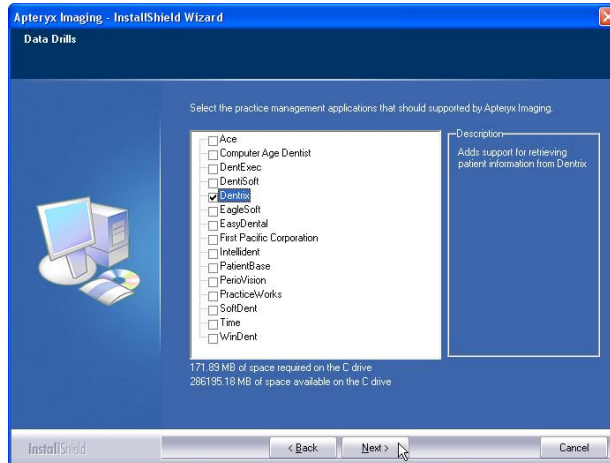 Apteryx Imaging - InstallShield Wizard
Data Drills
Select the practice management applications that should supported by Apteryx Imaging.
Ace
Computer Age Dentist
DentExec
DentiSoft
Dentrix
EagleSoft
EasyDental
First Pacific Corporation
Intellident
PatientBase
PerioVision
PracticeWorks
SoftDent
Time
WinDent
Description
Adds support for retrieving
patient information from Dentrix
171.89 MB of space required on the C drive
286195.18 MB of space available on the C drive
InstallShield
< Back
Next >
Cancel